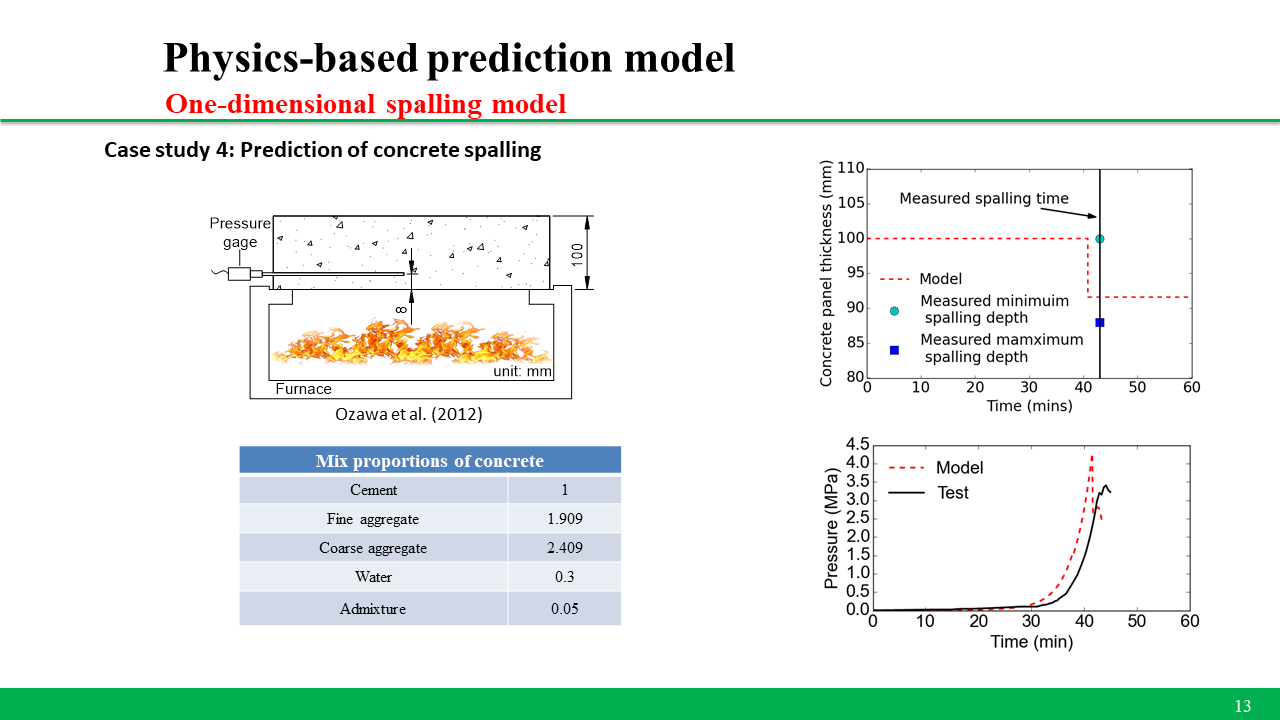 Physics-based prediction model
One-dimensional spalling model
Case study 4: Prediction of concrete spalling
Pressure
gage
100
8
unit: mm
Furnace
Ozawa et al. (2012)
Mix proportions of concrete
Cement 1
Fine aggregate 1.909
Coarse aggregate 2.409
Water 0.3
Admixture 0.05
Concrete panel thickness (mm)
110
105
100
95
90
85
80
Measured spalling time
Model
Measured minimuim
spalling depth
Measured mamximum
spalling depth
0 10 20 30 40 50 60
Time (mins)
Pressure (MPa)
4.5
4.0
3.5
3.0
2.5
2.0
1.5
1.0
0.5
0.0
Model
Test
0 10 20 30 40 50 60
Time (min)
13